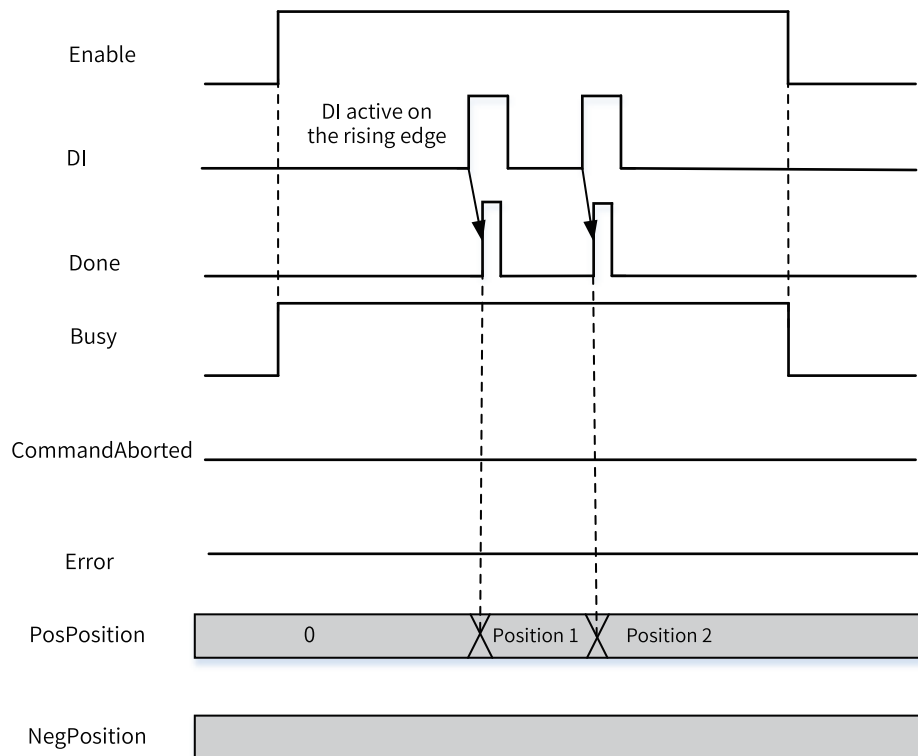 Enable
DI active on
the rising edge
DI
Done
Busy
CommandAborted
Error
PosPosition
0
Position 1
Position 2
NegPosition